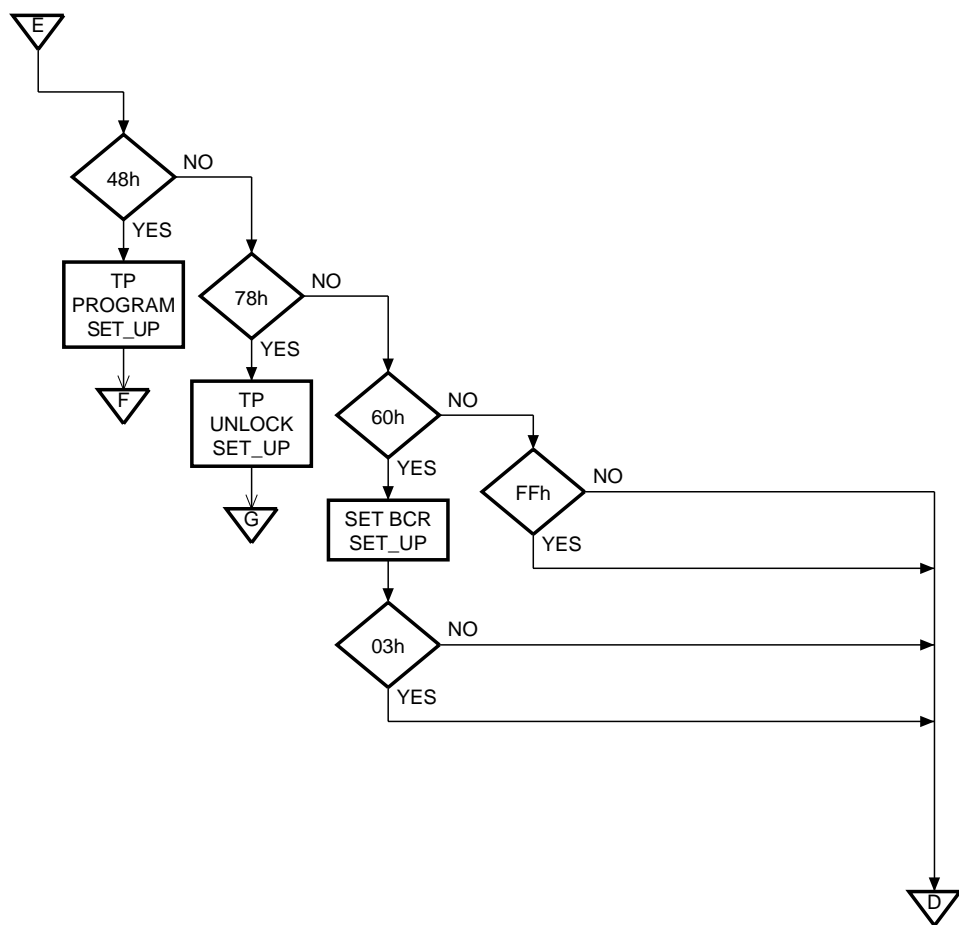 E
48h
NO
YES
TP
PROGRAM
SET_UP
F
78h
NO
YES
TP
UNLOCK
SET_UP
G
60h
NO
YES
SET BCR
SET_UP
FFh
NO
YES
03h
NO
YES
D